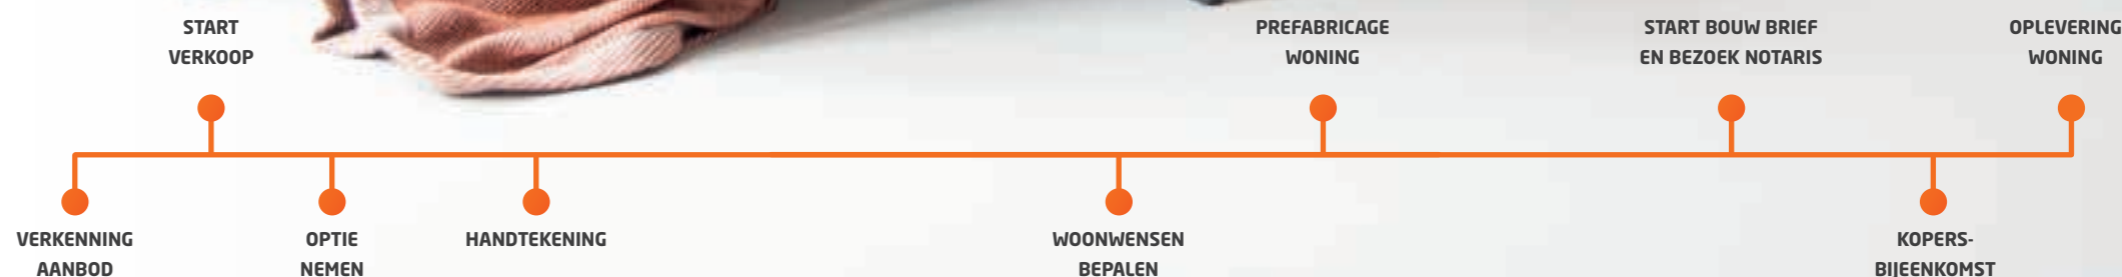 START
VERKOOP
PREFABRICAGE
WONING
START BOUW BRIEF
EN BEZOEK NOTARIS
OPLEVERING
WONING
VERKENNING
AANBOD
OPTIE
NEMEN
HANDTEKENING
WOONWENSEN
BEPALEN
KOPERS-
BIJEENKOMST